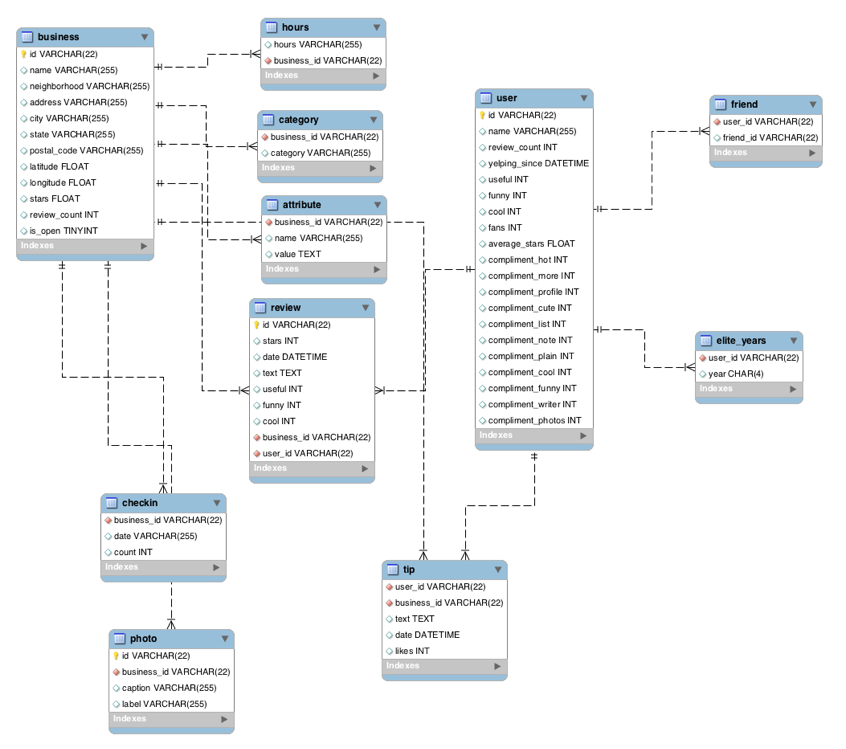 business
id VARCHAR(22)
name VARCHAR(255)
neighborhood VARCHAR(255)
address VARCHAR(255)
city VARCHAR(255)
state VARCHAR(255)
postal_code VARCHAR(255)
latitude FLOAT
longitude FLOAT
stars FLOAT
review_count INT
is_open TINYINT
Indexes
hours
hours VARCHAR(255)
business_id VARCHAR(22)
Indexes
category
business_id VARCHAR(22)
category VARCHAR(255)
Indexes
attribute
business_id VARCHAR(22)
name VARCHAR(255)
value TEXT
Indexes
review
id VARCHAR(22)
stars INT
date DATETIME
text TEXT
useful INT
funny INT
cool INT
business_id VARCHAR(22)
user_id VARCHAR(22)
Indexes
user
id VARCHAR(22)
name VARCHAR(255)
review_count INT
yelping_since DATETIME
useful INT
funny INT
cool INT
fans INT
average_stars FLOAT
compliment_hot INT
compliment_more INT
compliment_profile INT
compliment_cute INT
compliment_list INT
compliment_note INT
compliment_plain INT
compliment_cool INT
compliment_funny INT
compliment_writer INT
compliment_photos INT
Indexes
friend
user_id VARCHAR(22)
friend_id VARCHAR(22)
Indexes
elite_years
user_id VARCHAR(22)
year CHAR(4)
Indexes
checkin
business_id VARCHAR(22)
date VARCHAR(255)
count INT
Indexes
tip
user_id VARCHAR(22)
business_id VARCHAR(22)
text TEXT
date DATETIME
likes INT
Indexes
photo
id VARCHAR(22)
business_id VARCHAR(22)
caption VARCHAR(255)
label VARCHAR(255)
Indexes